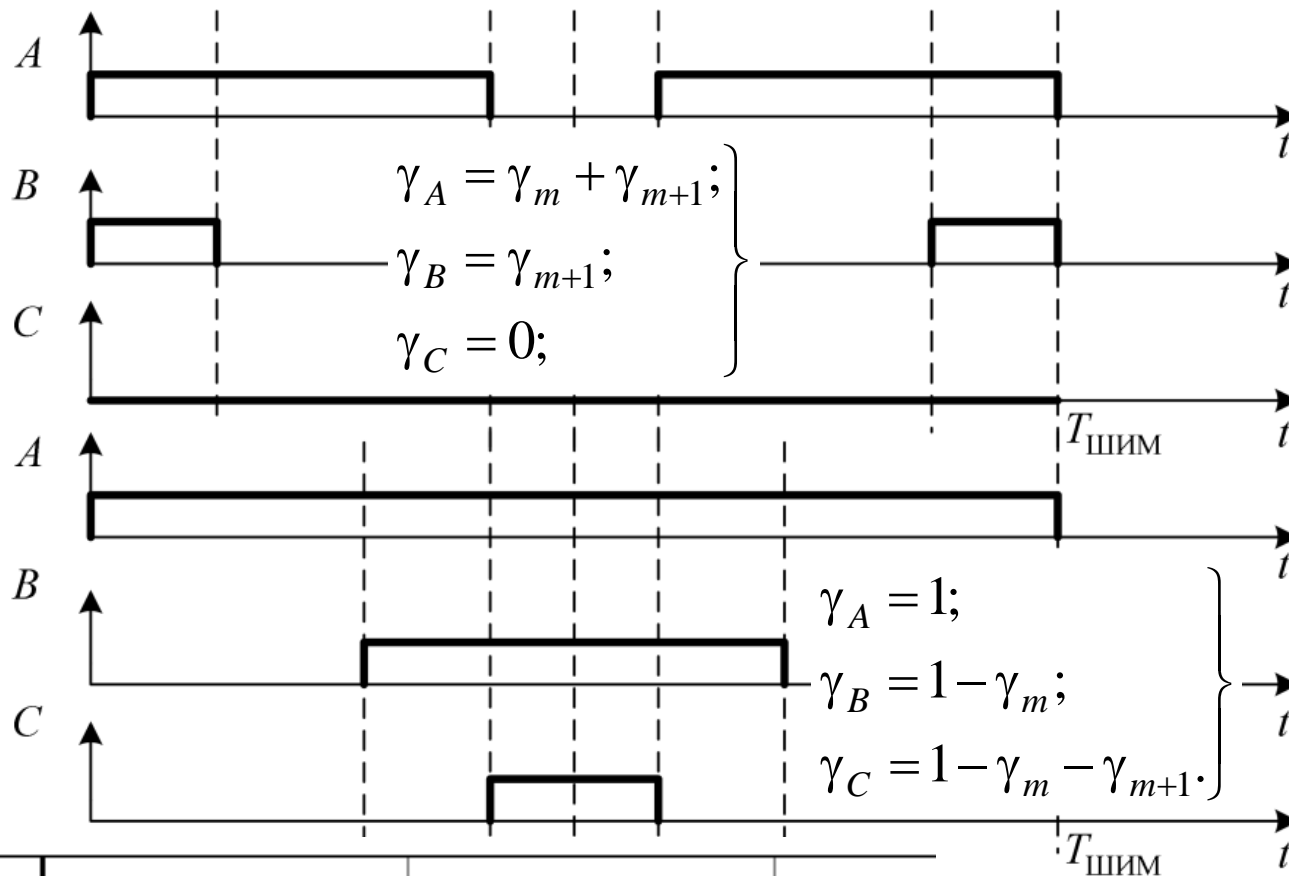 A
t
B
γ_A = γ_m + γ_{m+1};
γ_B = γ_{m+1};
t
C
γ_C = 0;
T_ШИМ
t
A
t
B
γ_A = 1;
γ_B = 1 − γ_m;
t
C
γ_C = 1 − γ_m − γ_{m+1}.
T_ШИМ
t